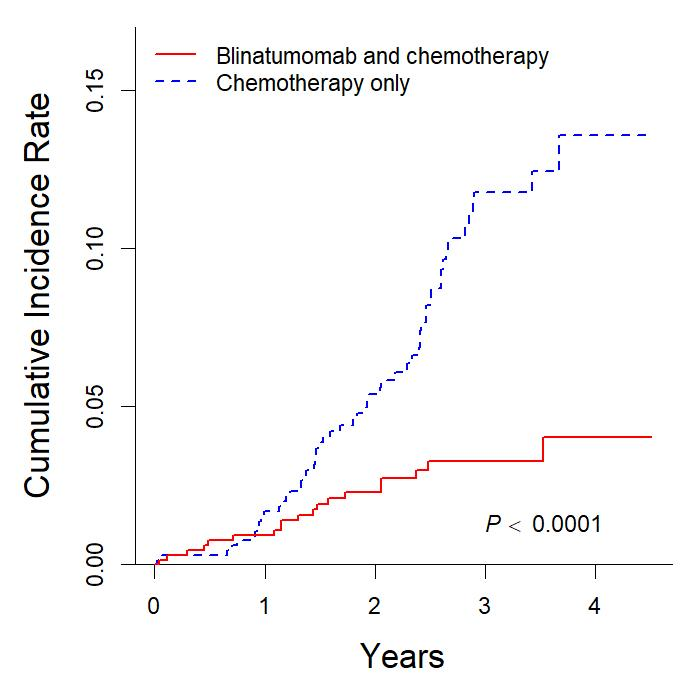 Blinatumomab and chemotherapy
Chemotherapy only
Cumulative Incidence Rate
0.15
0.10
0.05
0.00
P < 0.0001
0 1 2 3 4
Years